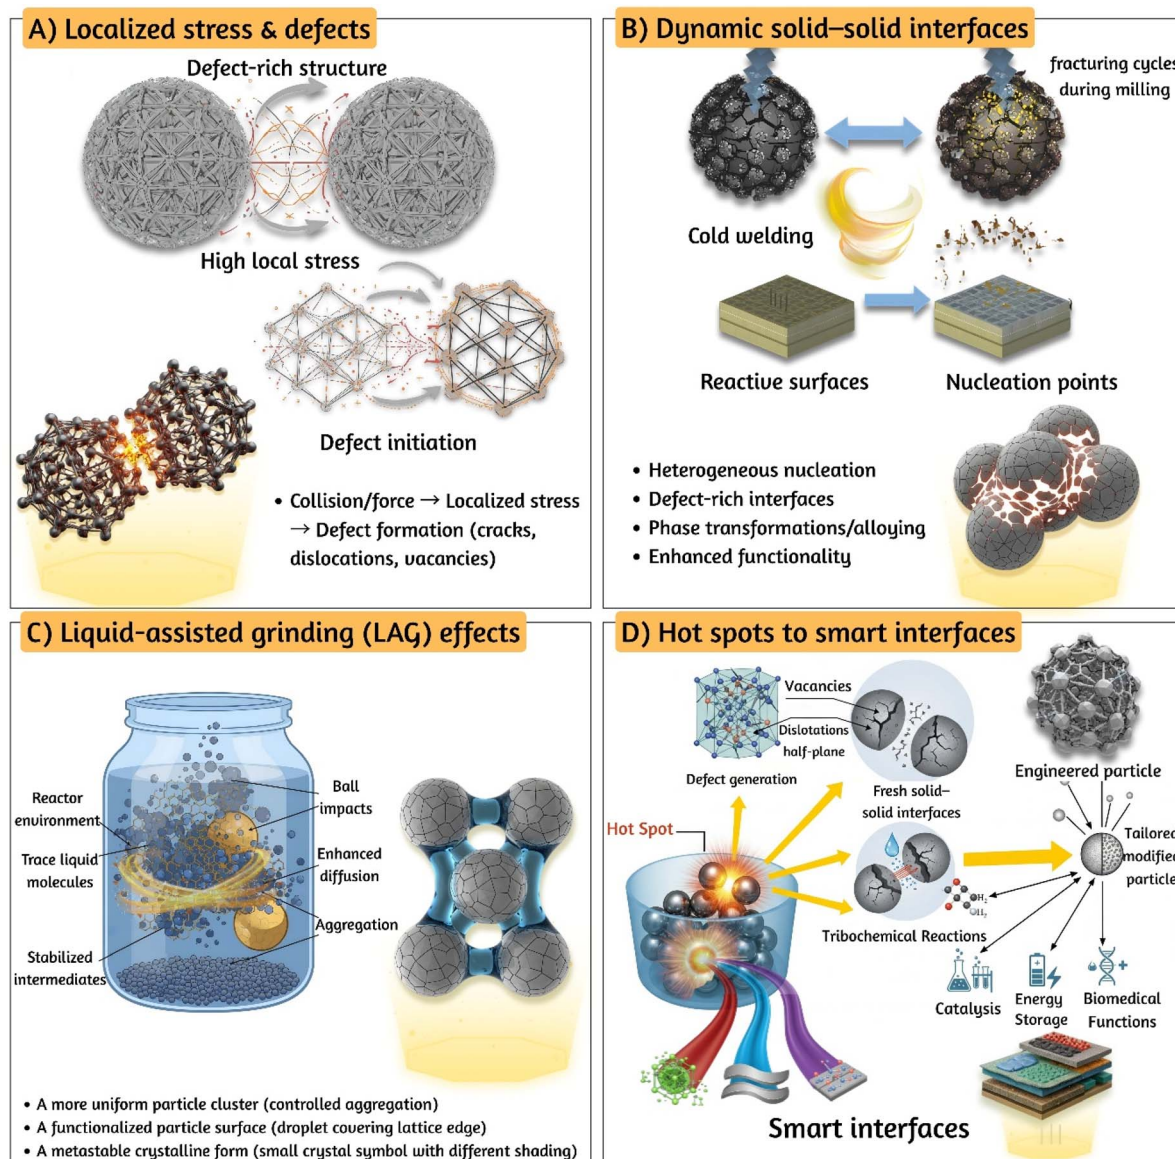 A) Localized stress & defects
Defect-rich structure
High local stress
Defect initiation
• Collision/force → Localized stress
→ Defect formation (cracks,
dislocations, vacancies)
B) Dynamic solid–solid interfaces
fracturing cycles
during milling
Cold welding
Reactive surfaces
Nucleation points
• Heterogeneous nucleation
• Defect-rich interfaces
• Phase transformations/alloying
• Enhanced functionality
C) Liquid-assisted grinding (LAG) effects
Reactor
environment
Trace liquid
molecules
Stabilized
intermediates
Ball
impacts
Enhanced
diffusion
Aggregation
• A more uniform particle cluster (controlled aggregation)
• A functionalized particle surface (droplet covering lattice edge)
• A metastable crystalline form (small crystal symbol with different shading)
D) Hot spots to smart interfaces
Vacancies
Dislotations
half-plane
Defect generation
Fresh solid–
solid interfaces
Engineered particle
Hot Spot
Tailored
modified
particle
Tribochemical Reactions
Catalysis
Energy
Storage
Biomedical
Functions
Smart interfaces